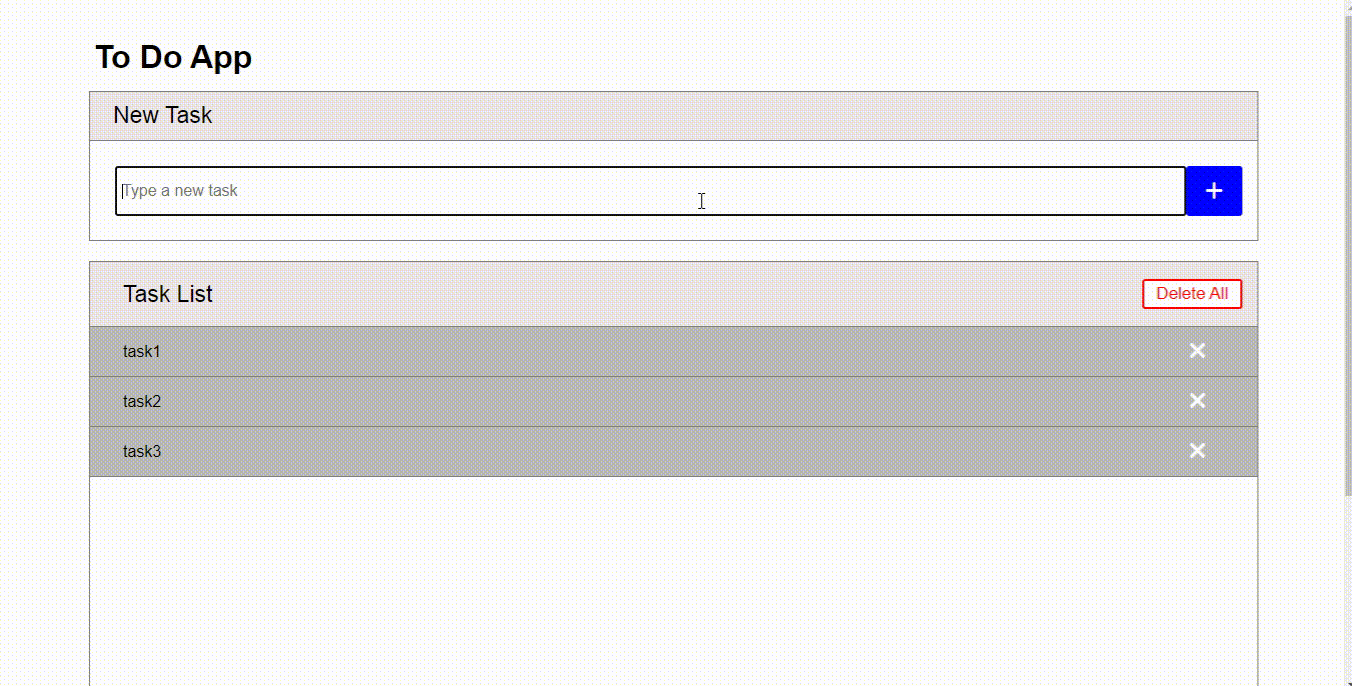 To Do App
New Task
Type a new task
+
Task List
Delete All
task1
task2
task3